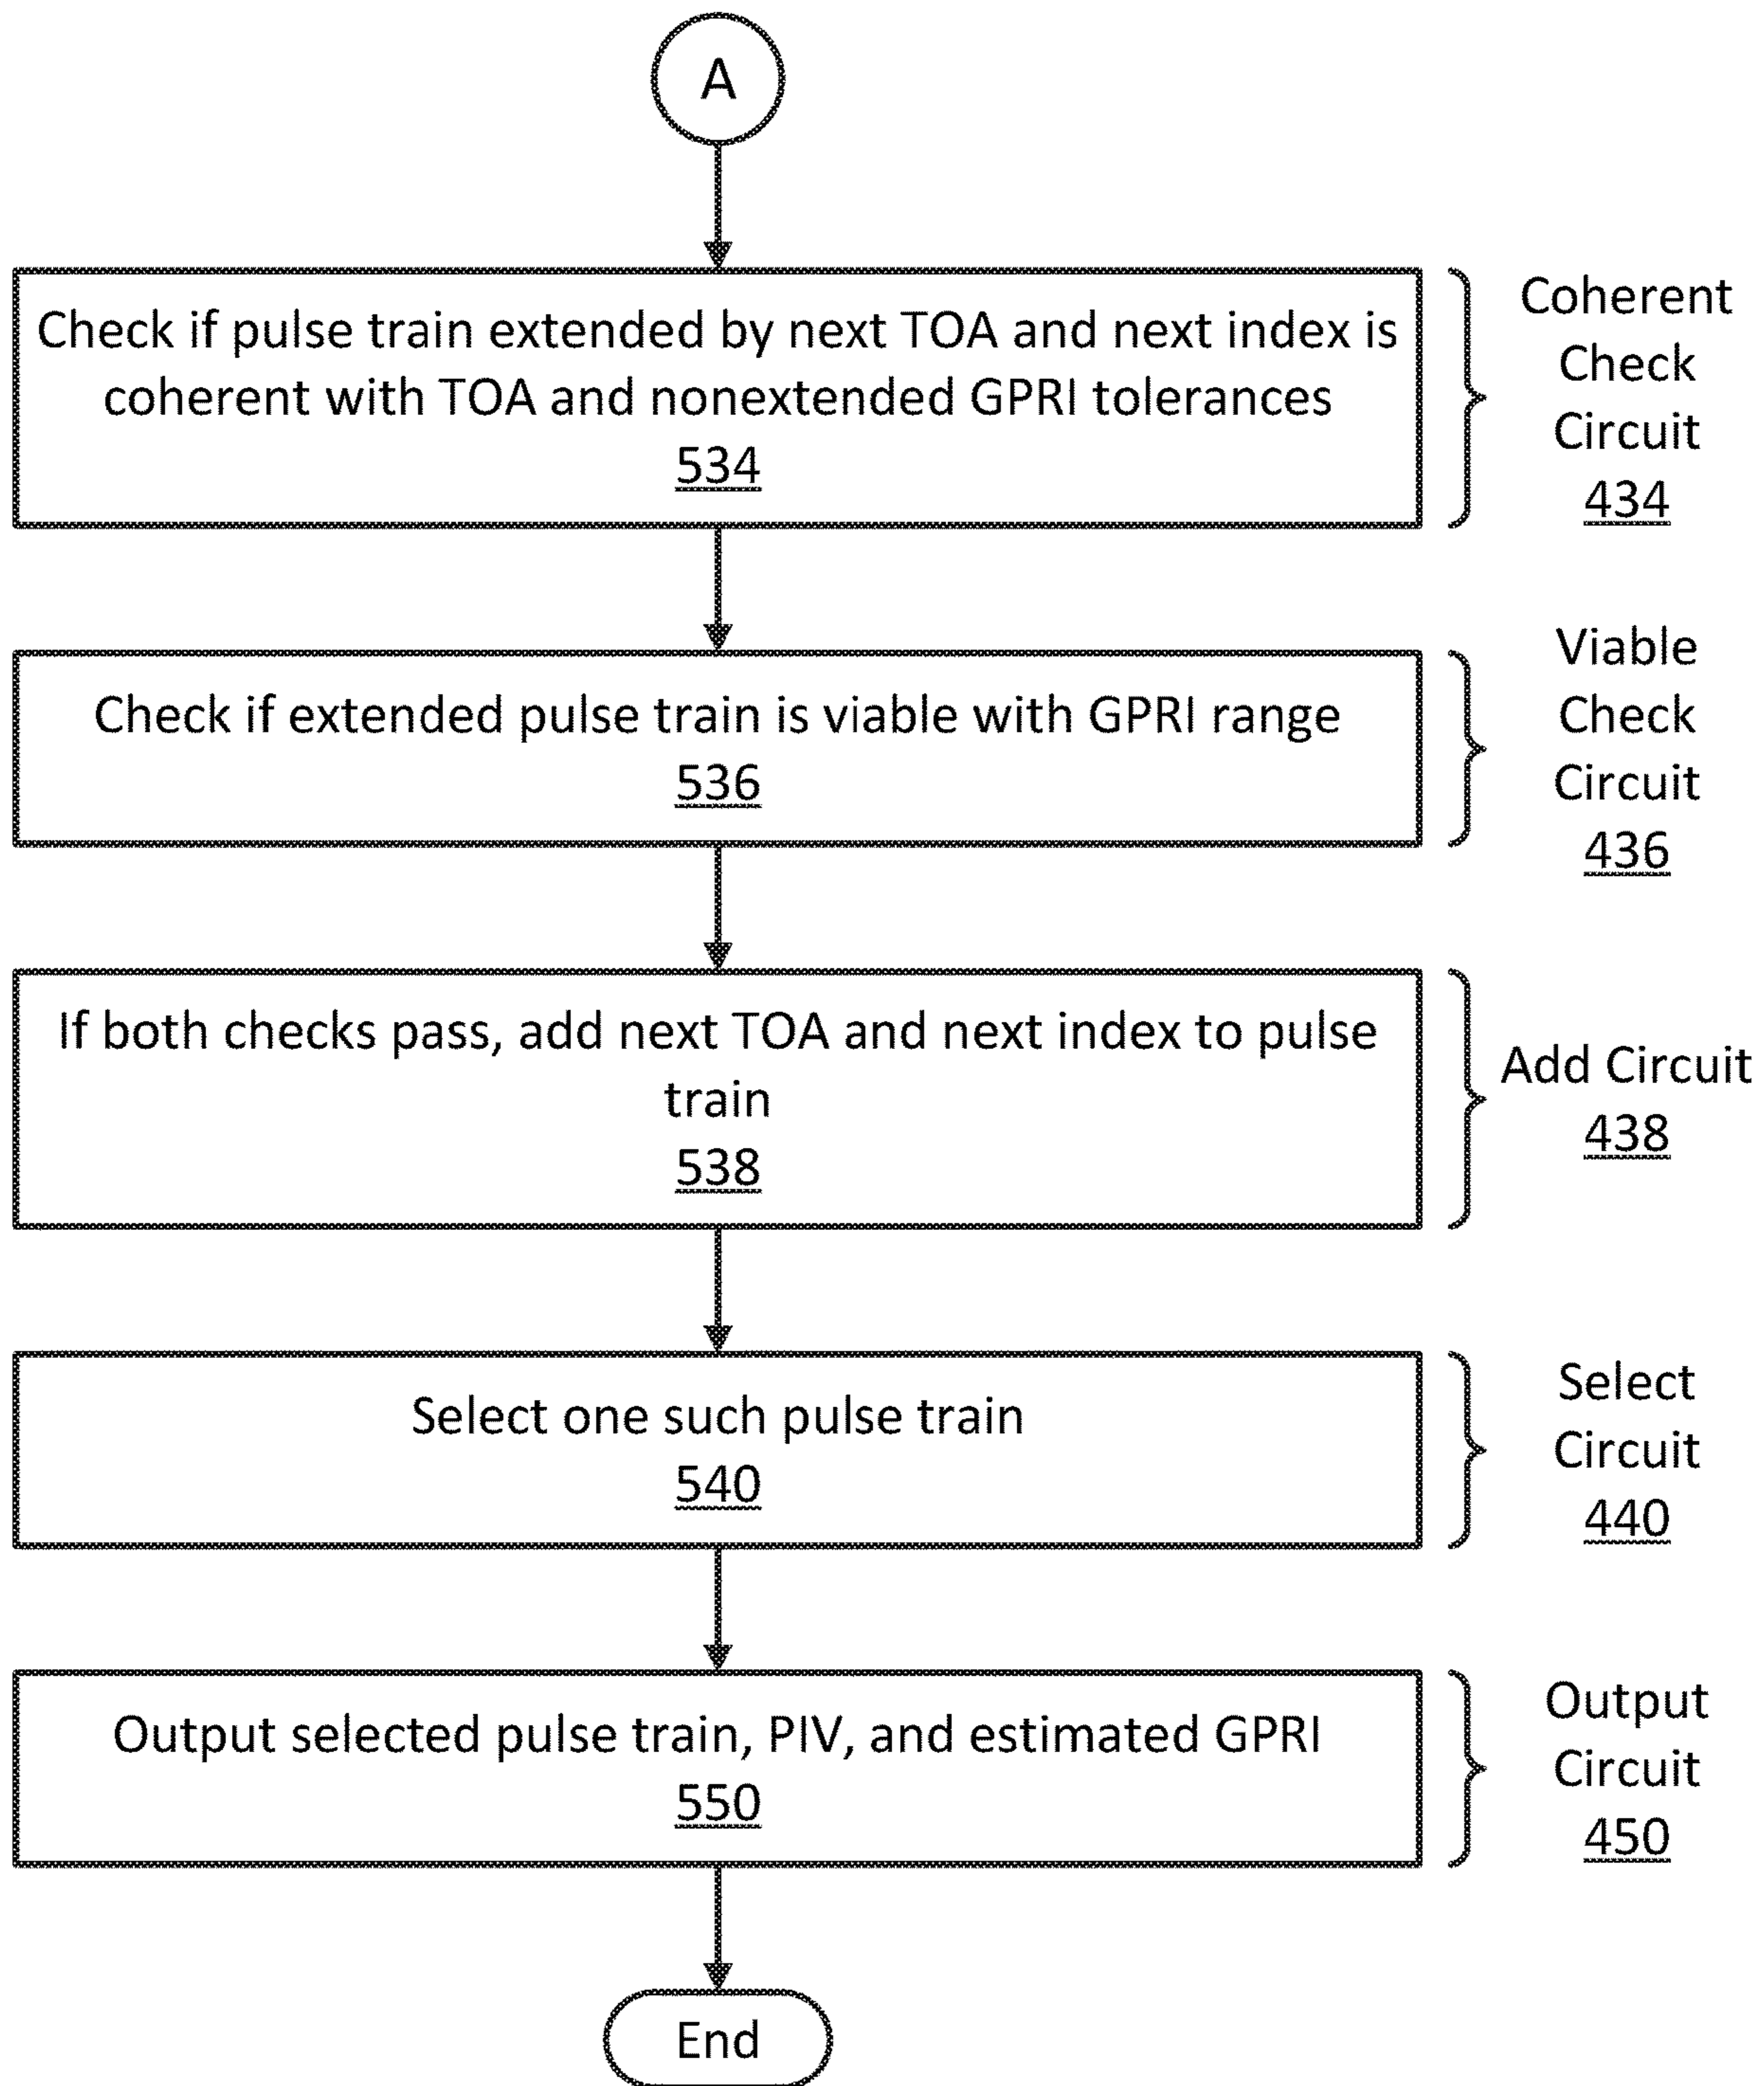 A
Check if pulse train extended by next TOA and next index is
coherent with TOA and nonextended GPRI tolerances
534
Coherent
Check
Circuit
434
Check if extended pulse train is viable with GPRI range
536
Viable
Check
Circuit
436
If both checks pass, add next TOA and next index to pulse
train
538
Add Circuit
438
Select one such pulse train
540
Select
Circuit
440
Output selected pulse train, PIV, and estimated GPRI
550
Output
Circuit
450
End